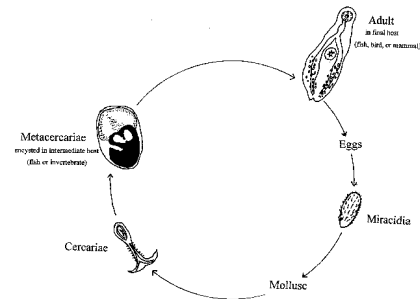 Adult
in final host
(fish, bird, or mammal)
Eggs
Miracidia
Mollusc
Cercariae
Metacercariae
encysted in intermediate host
(fish or invertebrate)